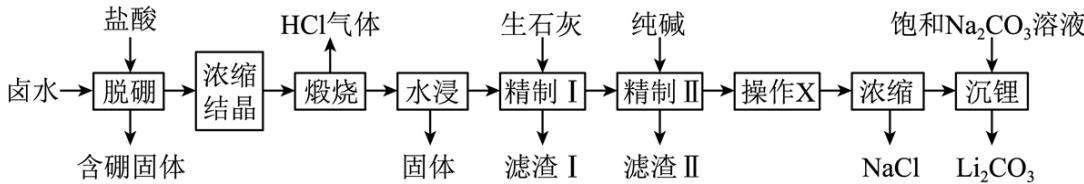 盐酸
HCl气体
生石灰
纯碱
饱和Na₂CO₃溶液
卤水
脱硼
浓缩
结晶
煅烧
水浸
精制Ⅰ
精制Ⅱ
操作X
浓缩
沉锂
含硼固体
固体
滤渣Ⅰ
滤渣Ⅱ
NaCl
Li₂CO₃